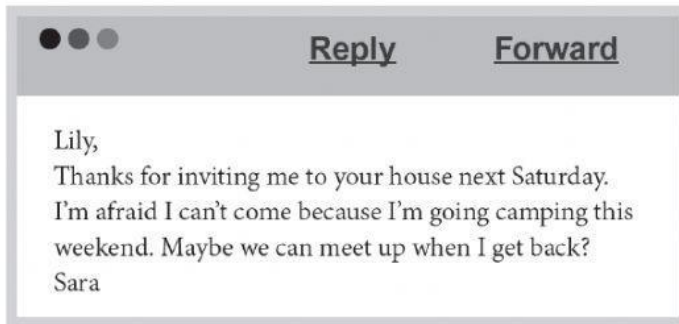 Reply Forward
Lily,
Thanks for inviting me to your house next Saturday.
I'm afraid I can't come because I'm going camping this
weekend. Maybe we can meet up when I get back?
Sara